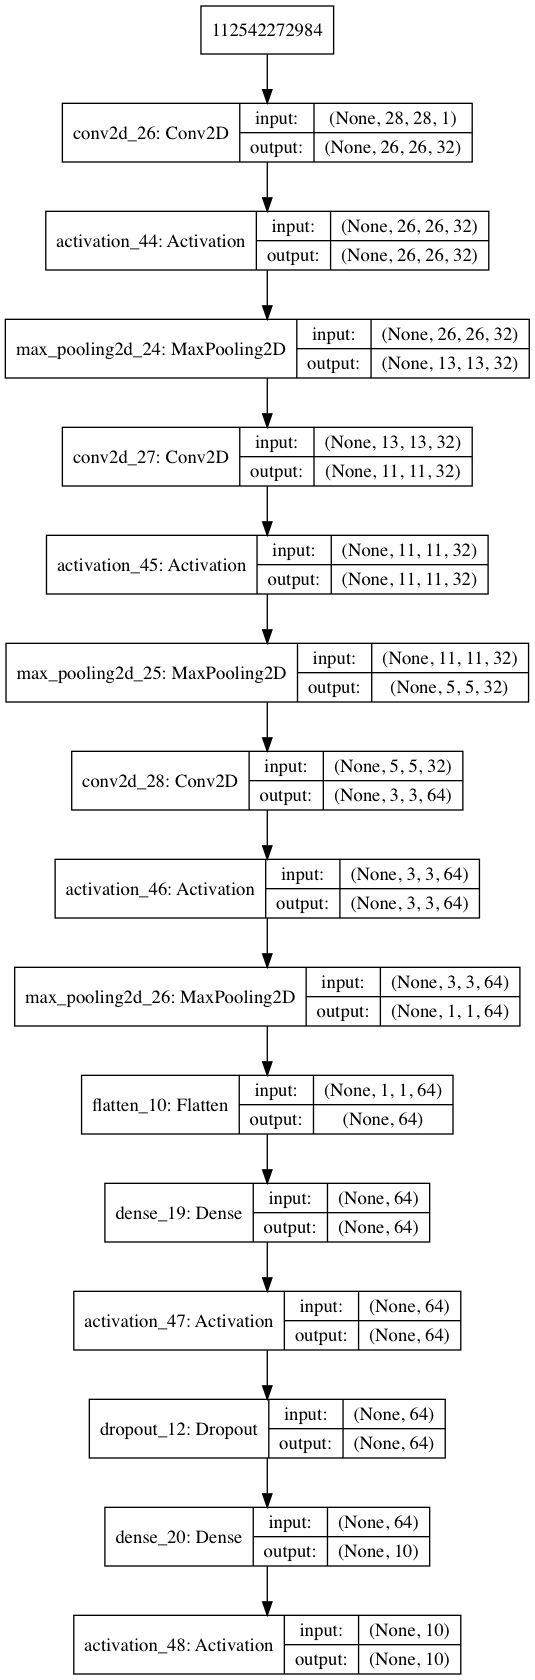 112542272984
conv2d_26: Conv2D
input: (None, 28, 28, 1)
output: (None, 26, 26, 32)
activation_44: Activation
input: (None, 26, 26, 32)
output: (None, 26, 26, 32)
max_pooling2d_24: MaxPooling2D
input: (None, 26, 26, 32)
output: (None, 13, 13, 32)
conv2d_27: Conv2D
input: (None, 13, 13, 32)
output: (None, 11, 11, 32)
activation_45: Activation
input: (None, 11, 11, 32)
output: (None, 11, 11, 32)
max_pooling2d_25: MaxPooling2D
input: (None, 11, 11, 32)
output: (None, 5, 5, 32)
conv2d_28: Conv2D
input: (None, 5, 5, 32)
output: (None, 3, 3, 64)
activation_46: Activation
input: (None, 3, 3, 64)
output: (None, 3, 3, 64)
max_pooling2d_26: MaxPooling2D
input: (None, 3, 3, 64)
output: (None, 1, 1, 64)
flatten_10: Flatten
input: (None, 1, 1, 64)
output: (None, 64)
dense_19: Dense
input: (None, 64)
output: (None, 64)
activation_47: Activation
input: (None, 64)
output: (None, 64)
dropout_12: Dropout
input: (None, 64)
output: (None, 64)
dense_20: Dense
input: (None, 64)
output: (None, 10)
activation_48: Activation
input: (None, 10)
output: (None, 10)